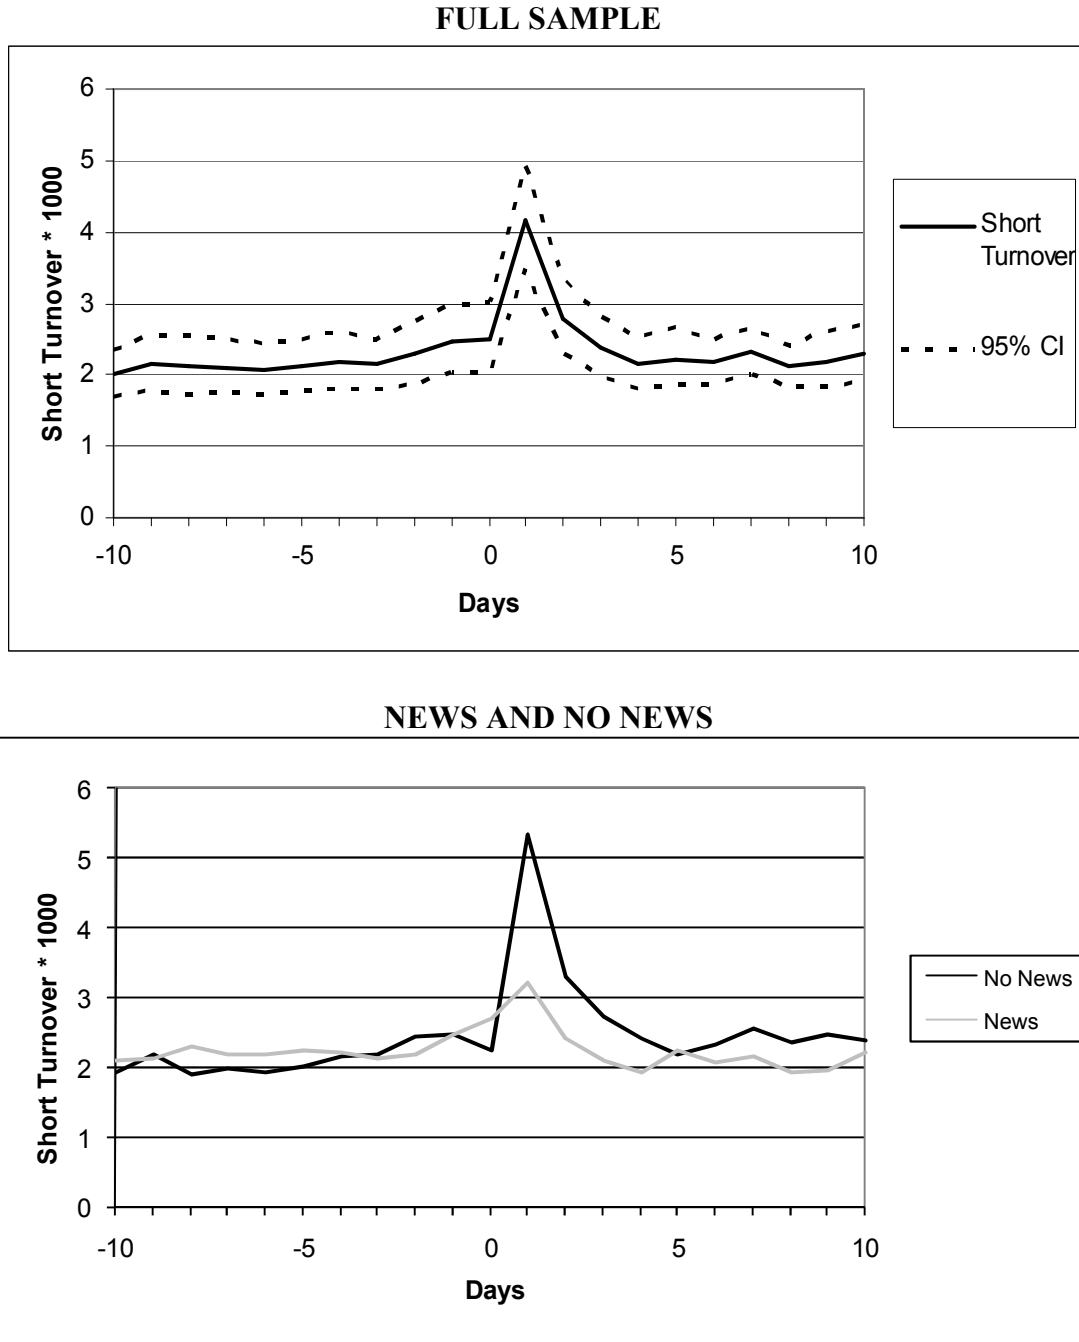 FULL SAMPLE
6
5
4
3
2
1
0
Short Turnover * 1000
-10 -5 0 5 10
Days
Short
Turnover
95% CI
NEWS AND NO NEWS
6
5
4
3
2
1
0
Short Turnover * 1000
-10 -5 0 5 10
Days
No News
News